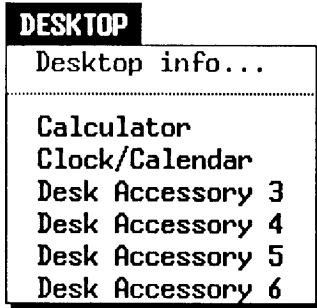 DESKTOP
Desktop info...
Calculator
Clock/Calendar
Desk Accessory 3
Desk Accessory 4
Desk Accessory 5
Desk Accessory 6